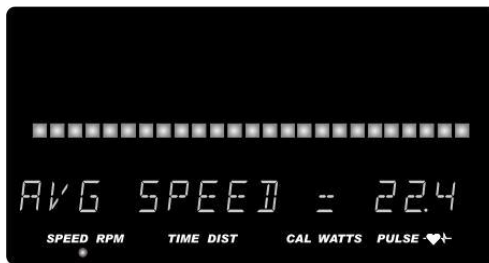 AVG SPEED = 22.4
SPEED RPM TIME DIST CAL WATTS PULSE